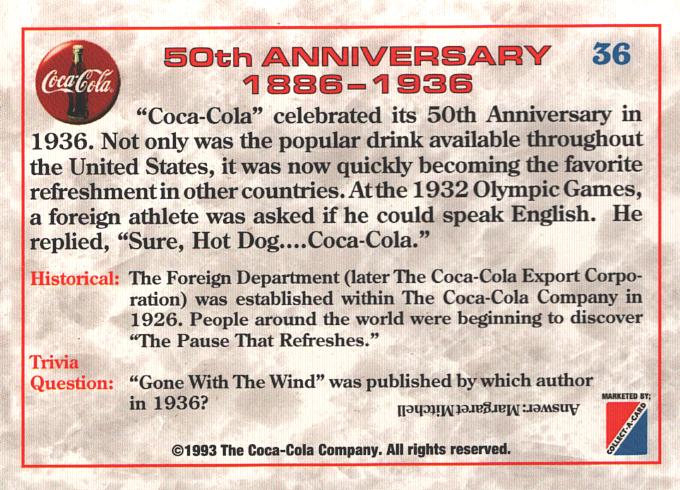 Coca-Cola
50th ANNIVERSARY
1886–1936
36
“Coca-Cola” celebrated its 50th Anniversary in
1936. Not only was the popular drink available throughout
the United States, it was now quickly becoming the favorite
refreshment in other countries. At the 1932 Olympic Games,
a foreign athlete was asked if he could speak English. He
replied, “Sure, Hot Dog....Coca-Cola.”
Historical: The Foreign Department (later The Coca-Cola Export Corpo-
ration) was established within The Coca-Cola Company in
1926. People around the world were beginning to discover
“The Pause That Refreshes.”
Trivia
Question: “Gone With The Wind” was published by which author
in 1936?
Answer: Margaret Mitchell
MARKETED BY;
COLLECT-A-CARD
©1993 The Coca-Cola Company. All rights reserved.